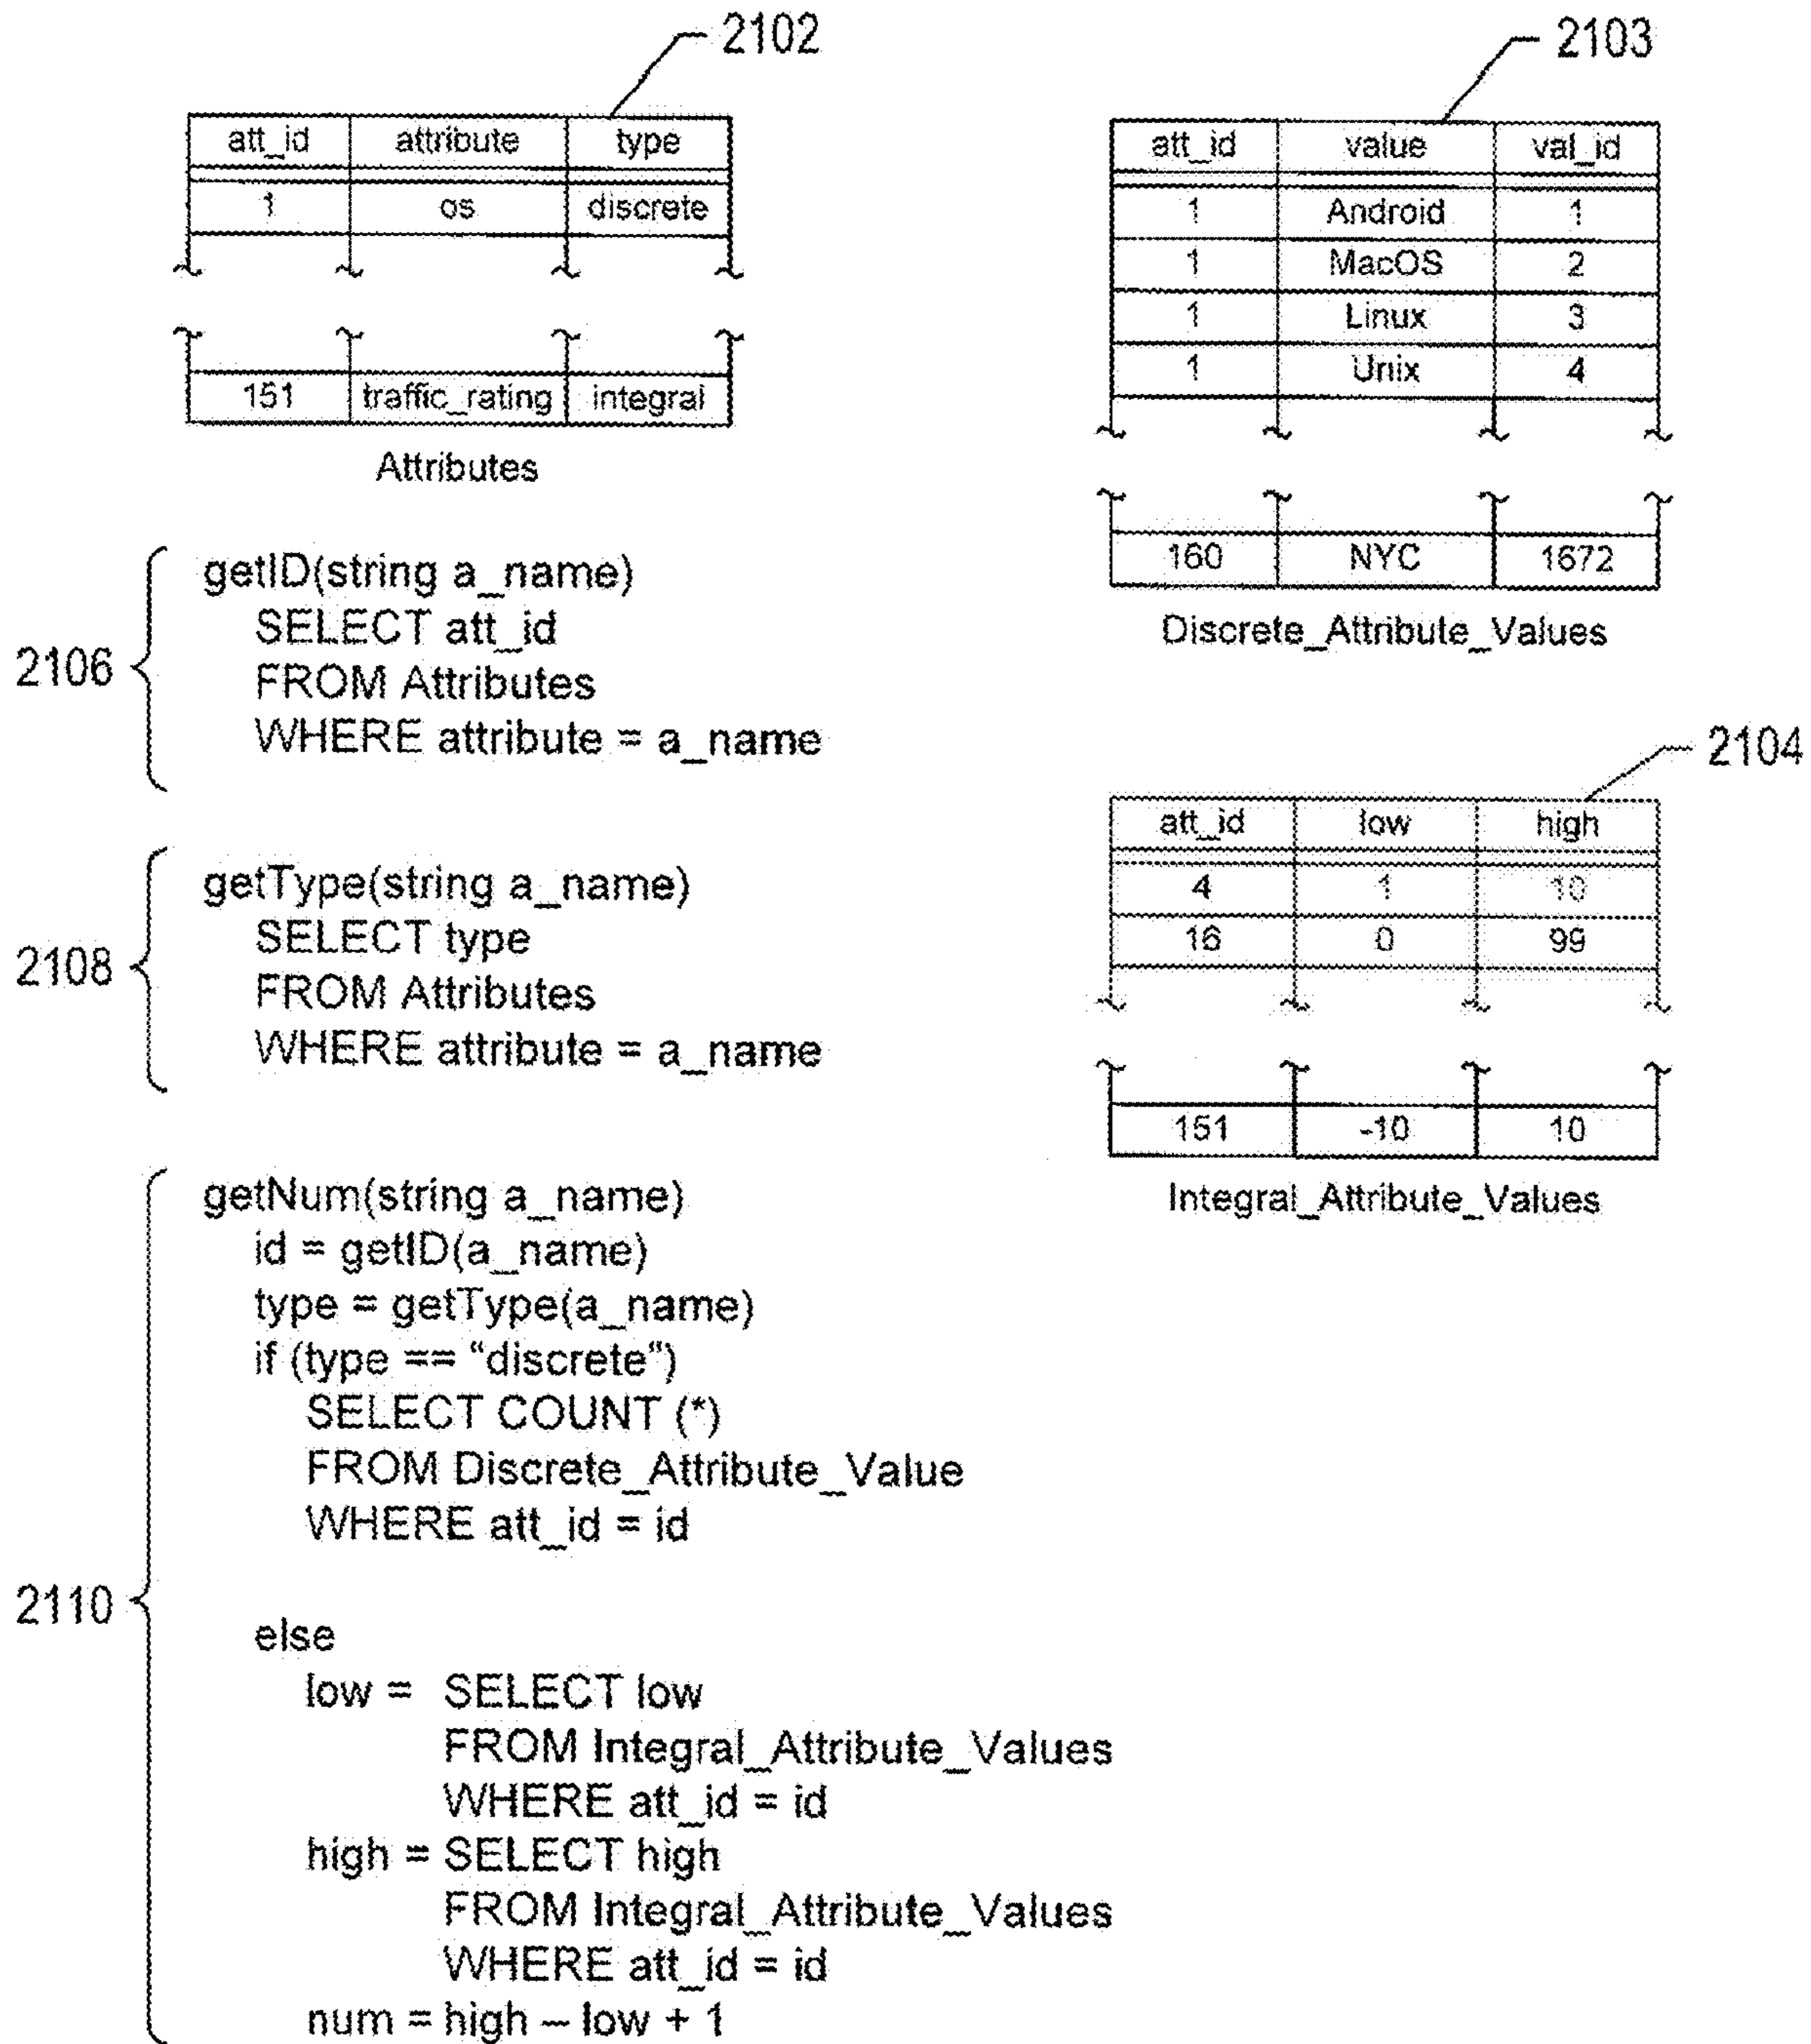 2102
att_id attribute type
1 os discrete
151 traffic_rating integral
Attributes
2103
att_id value val_id
1 Android 1
1 MacOS 2
1 Linux 3
1 Unix 4
160 NYC 1672
Discrete_Attribute_Values
2106
getID(string a_name)
SELECT att_id
FROM Attributes
WHERE attribute = a_name
2104
att_id low high
4 1 10
16 0 99
151 -10 10
Integral_Attribute_Values
2108
getType(string a_name)
SELECT type
FROM Attributes
WHERE attribute = a_name
2110
getNum(string a_name)
id = getID(a_name)
type = getType(a_name)
if (type == “discrete“)
SELECT COUNT (*)
FROM Discrete_Attribute_Value
WHERE att_id = id
else
low = SELECT low
FROM Integral_Attribute_Values
WHERE att_id = id
high = SELECT high
FROM Integral_Attribute_Values
WHERE att_id = id
num = high – low + 1